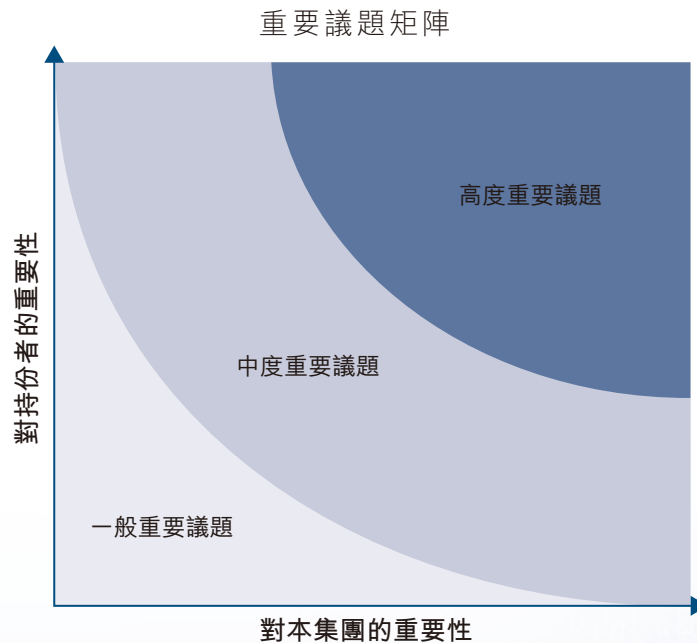 重要議題矩陣
高度重要議題
對持份者的重要性
中度重要議題
一般重要議題
對本集團的重要性